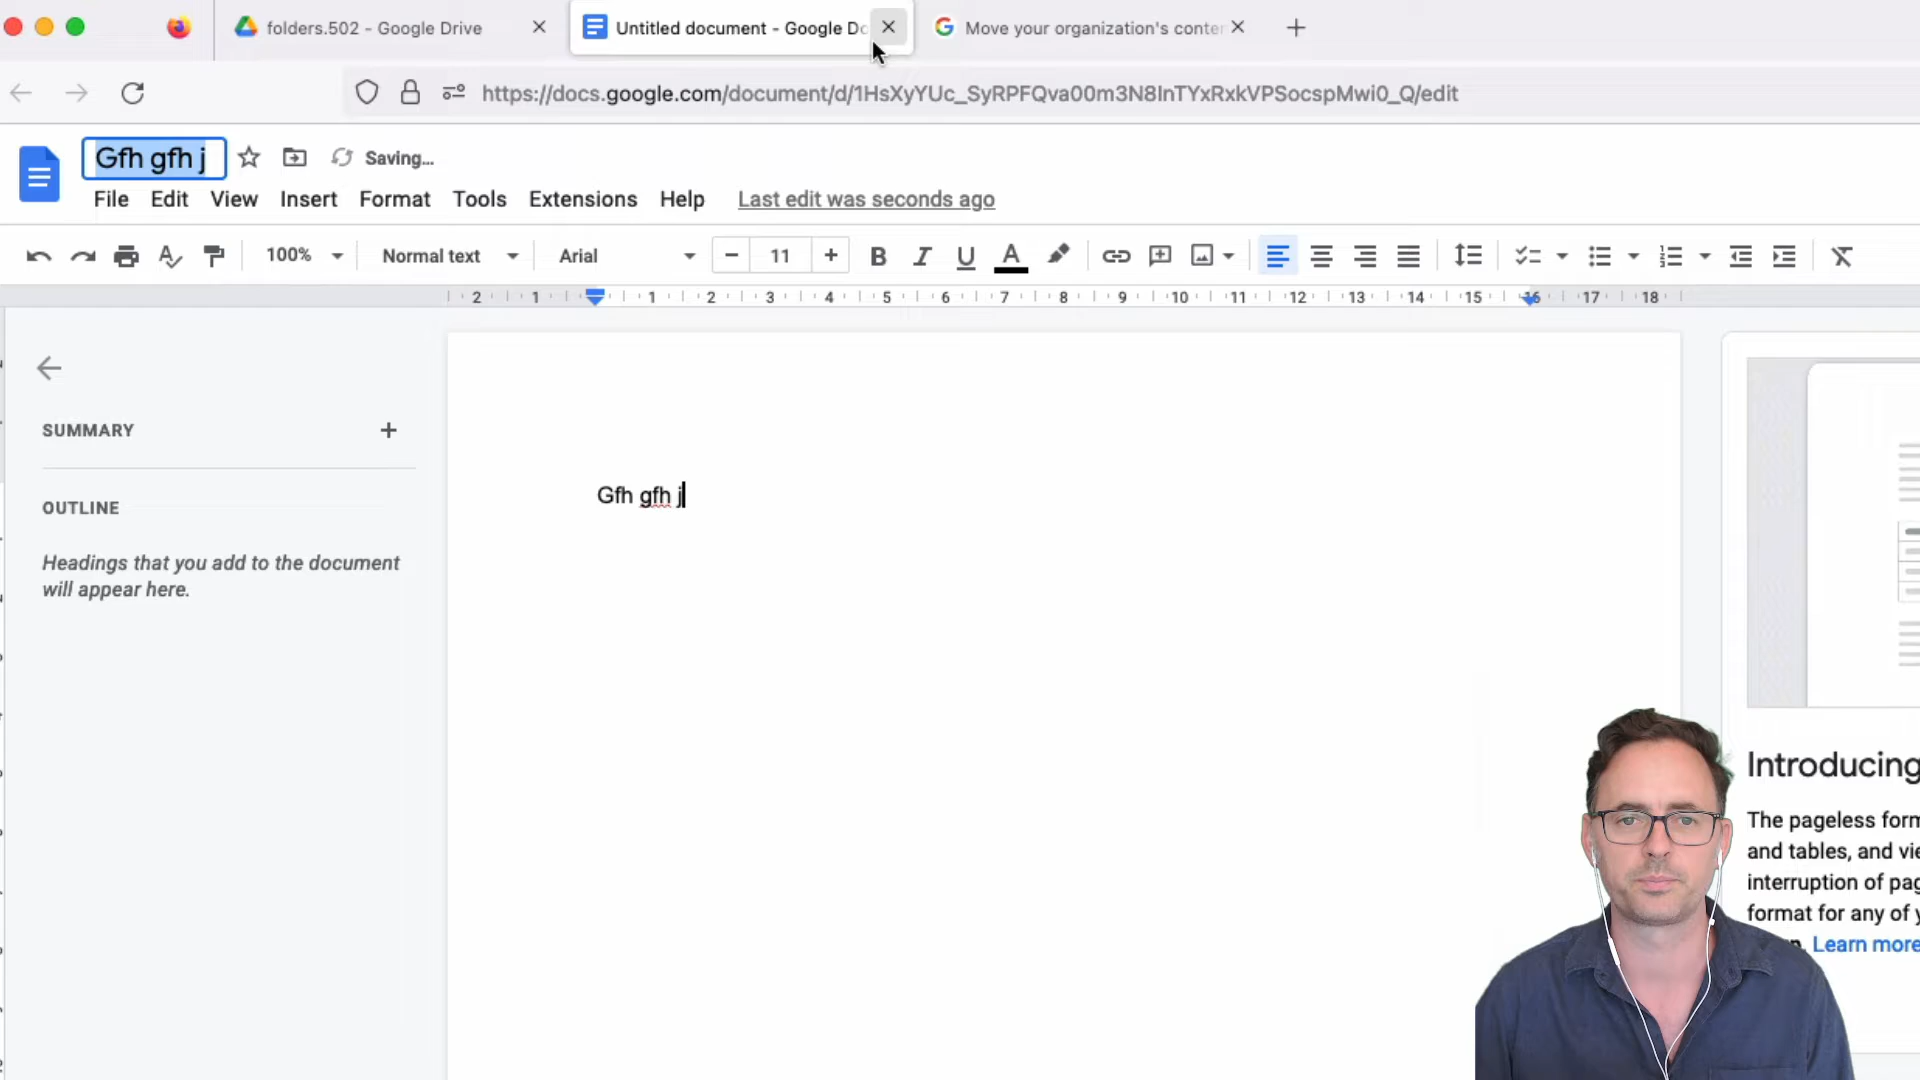 folders.502 - Google Drive
Untitled document - Google Do
Move your organization's conten
https://docs.google.com/document/d/1HsXyYUc_SyRPFQva00m3N8InTYxRxkVPSocspMwi0_Q/edit
Gfh gfh j
Saving...
File Edit View Insert Format Tools Extensions Help Last edit was seconds ago
100% Normal text Arial 11
2 1 1 2 3 4 5 6 7 8 9 10 11 12 13 14 15 16 17 18
SUMMARY
OUTLINE
Headings that you add to the document
will appear here.
Gfh gfh j
Introducing
The pageless form
and tables, and vie
interruption of pag
format for any of y
Learn more